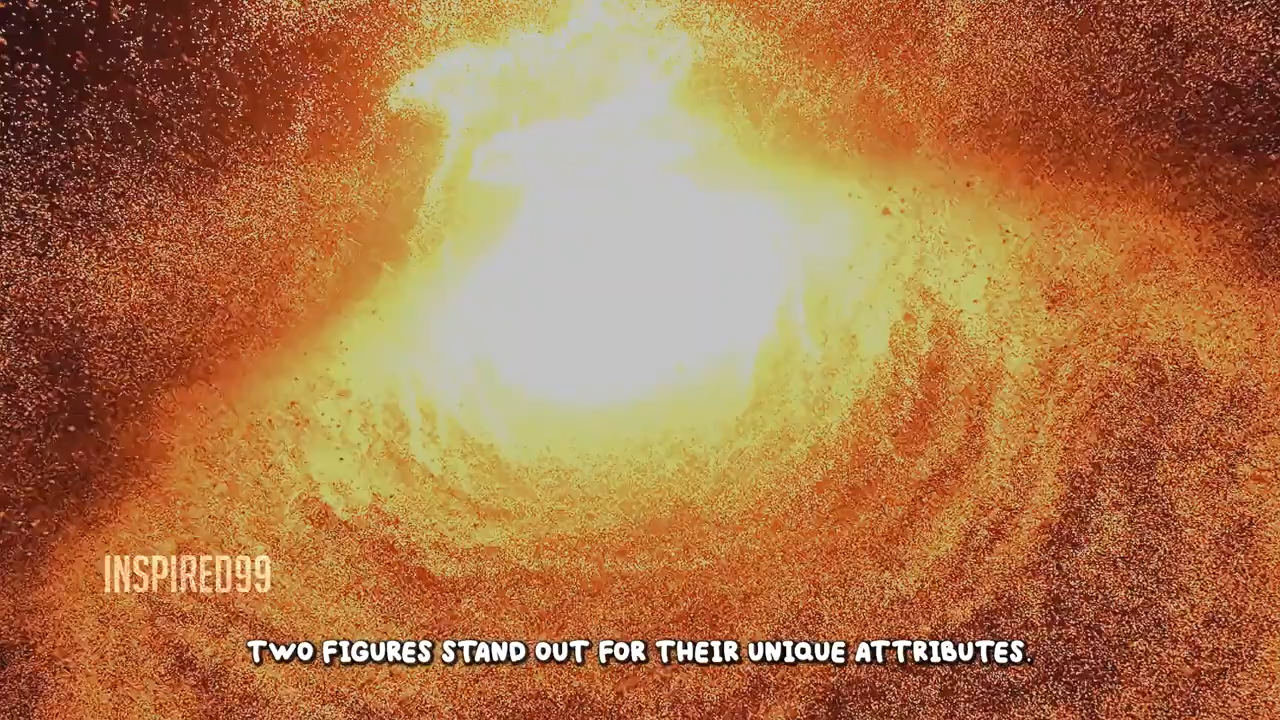 INSPIRED99
TWO FIGURES STAND OUT FOR THEIR UNIQUE ATTRIBUTES.